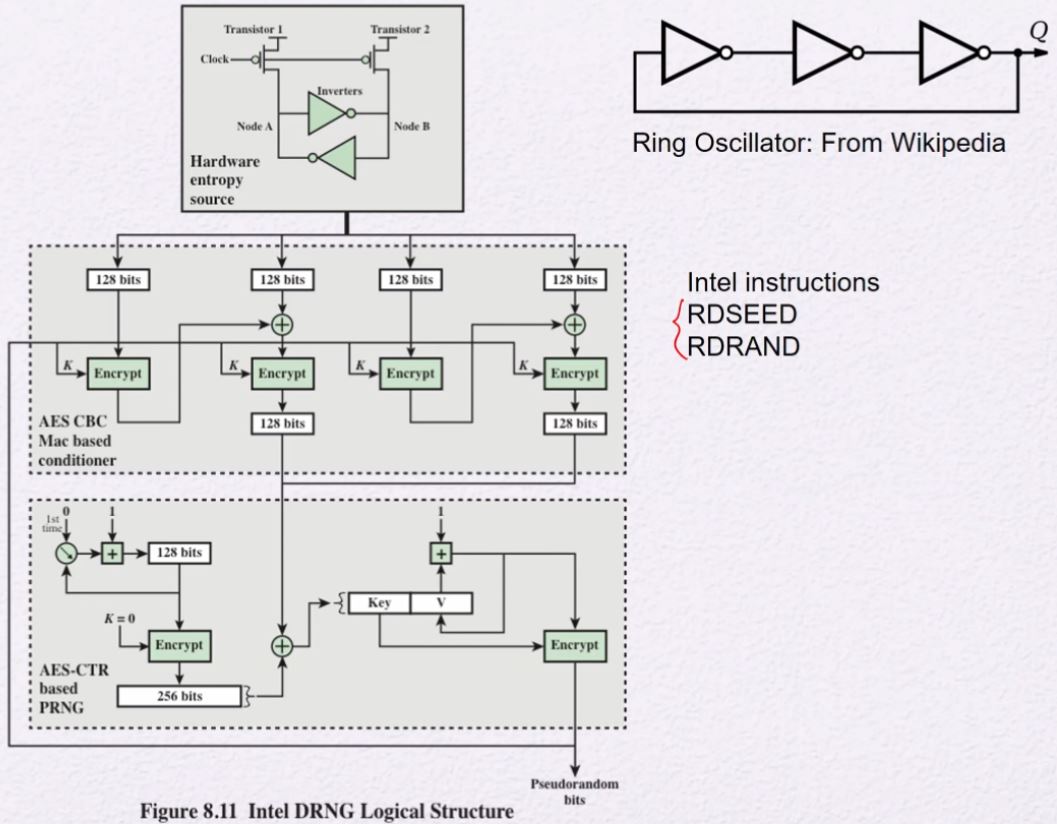 Transistor 1
Transistor 2
Clock
Inverters
Node A
Node B
Hardware
entropy
source
Q
Ring Oscillator: From Wikipedia
128 bits
128 bits
128 bits
128 bits
Intel instructions
RDSEED
RDRAND
+
+
K
Encrypt
K
Encrypt
K
Encrypt
K
Encrypt
128 bits
128 bits
AES CBC
Mac based
conditioner
0
1st
time
1
1
+
128 bits
+
Key
V
K = 0
Encrypt
+
Encrypt
AES-CTR
based
PRNG
256 bits
Pseudorandom
bits
Figure 8.11 Intel DRNG Logical Structure